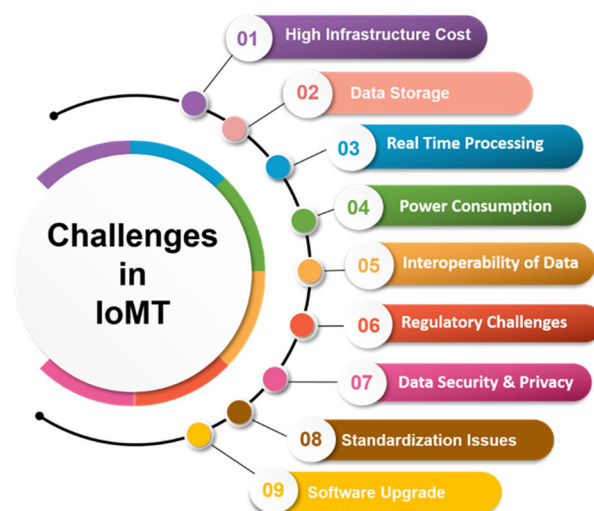 Challenges
in
IoMT
01 High Infrastructure Cost
02 Data Storage
03 Real Time Processing
04 Power Consumption
05 Interoperability of Data
06 Regulatory Challenges
07 Data Security & Privacy
08 Standardization Issues
09 Software Upgrade